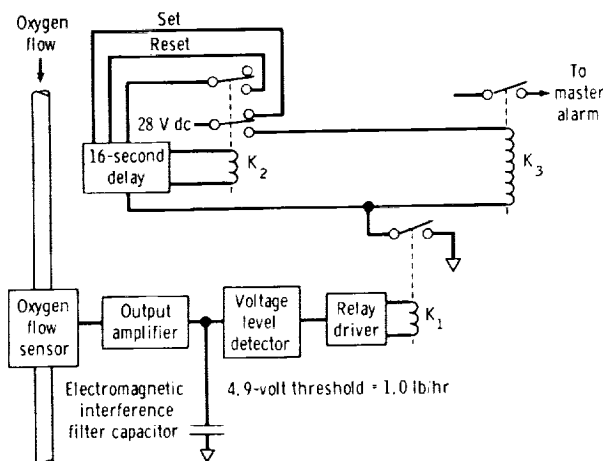 Oxygen
flow
Set
Reset
28 V dc
To
master
alarm
16-second
delay
K2
K3
Oxygen
flow
sensor
Output
amplifier
Voltage
level
detector
Relay
driver
K1
Electromagnetic
interference
filter capacitor
4.9-volt threshold = 1.0 lb/hr